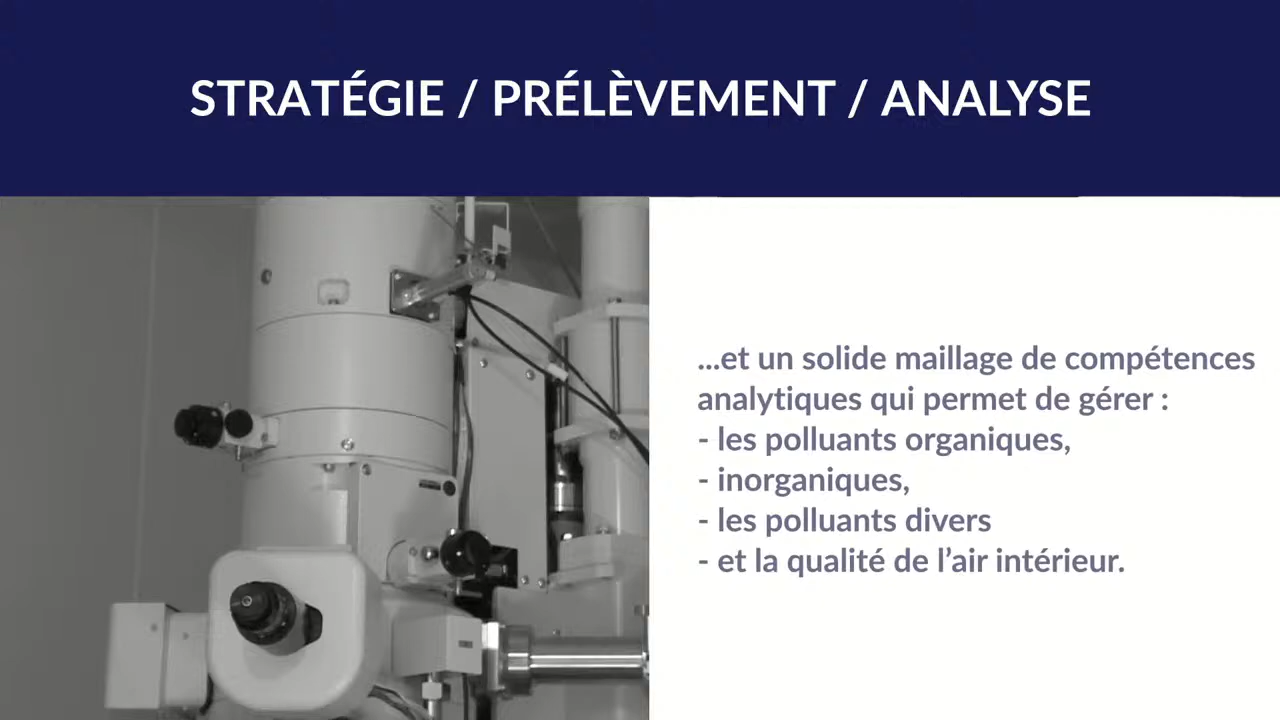 STRATÉGIE / PRÉLÈVEMENT / ANALYSE
...et un solide maillage de compétences
analytiques qui permet de gérer :
- les polluants organiques,
- inorganiques,
- les polluants divers
- et la qualité de l’air intérieur.